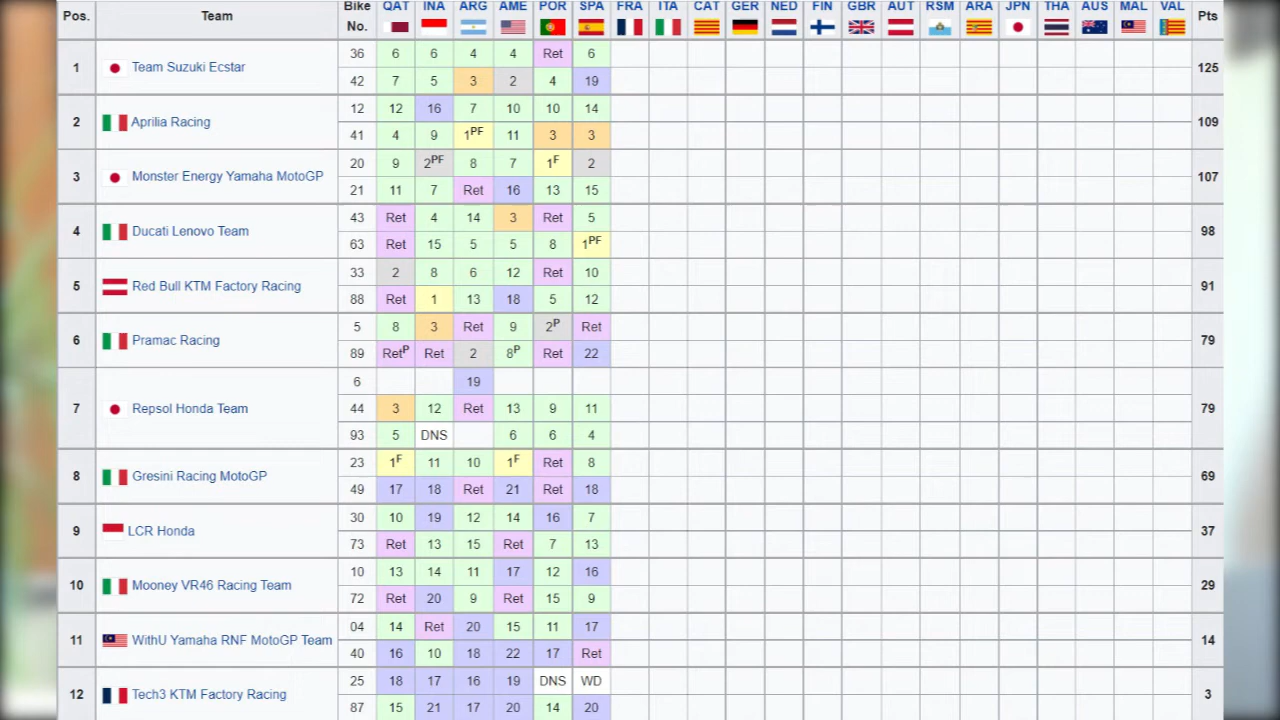 Pos. Team Bike No. QAT INA ARG AME POR SPA FRA ITA CAT GER NED FIN GBR AUT RSM ARA JPN THA AUS MAL VAL Pts
1 Team Suzuki Ecstar 36 6 6 4 4 Ret 6 125
42 7 5 3 2 4 19
2 Aprilia Racing 12 12 16 7 10 10 14 109
41 4 9 1PF 11 3 3
3 Monster Energy Yamaha MotoGP 20 9 2PF 8 7 1F 2 107
21 11 7 Ret 16 13 15
4 Ducati Lenovo Team 43 Ret 4 14 3 Ret 5 98
63 Ret 15 5 5 8 1PF
5 Red Bull KTM Factory Racing 33 2 8 6 12 Ret 10 91
88 Ret 1 13 18 5 12
6 Pramac Racing 5 8 3 Ret 9 2P Ret 79
89 RetP Ret 2 8P Ret 22
7 Repsol Honda Team 6 19 79
44 3 12 Ret 13 9 11
93 5 DNS 6 6 4
8 Gresini Racing MotoGP 23 1F 11 10 1F Ret 8 69
49 17 18 Ret 21 Ret 18
9 LCR Honda 30 10 19 12 14 16 7 37
73 Ret 13 15 Ret 7 13
10 Mooney VR46 Racing Team 10 13 14 11 17 12 16 29
72 Ret 20 9 Ret 15 9
11 WithU Yamaha RNF MotoGP Team 04 14 Ret 20 15 11 17 14
40 16 10 18 22 17 Ret
12 Tech3 KTM Factory Racing 25 18 17 16 19 DNS WD 3
87 15 21 17 20 14 20